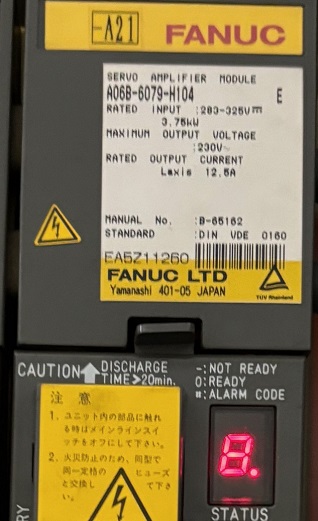 -A21
FANUC
SERVO AMPLIFIER MODULE
A06B-6079-H104 E
RATED INPUT :283-325V⎓
3.75kW
MAXIMUM OUTPUT VOLTAGE
:230V~
RATED OUTPUT CURRENT
Laxis 12.5A
MANUAL No. :B-65162
STANDARD :DIN VDE 0160
EA5Z11260
FANUC LTD
Yamanashi 401-05 JAPAN
TÜV Rheinland
CAUTION DISCHARGE
TIME>20min.
-:NOT READY
0:READY
注意
1. ユニット内の部品に触れ
る時はメインラインスイ
ッチをオフにして下さい。
2. 火災防止のため、同型で
同一定格の ヒューズ
と交換し て下さ
い。
8.
STATUS